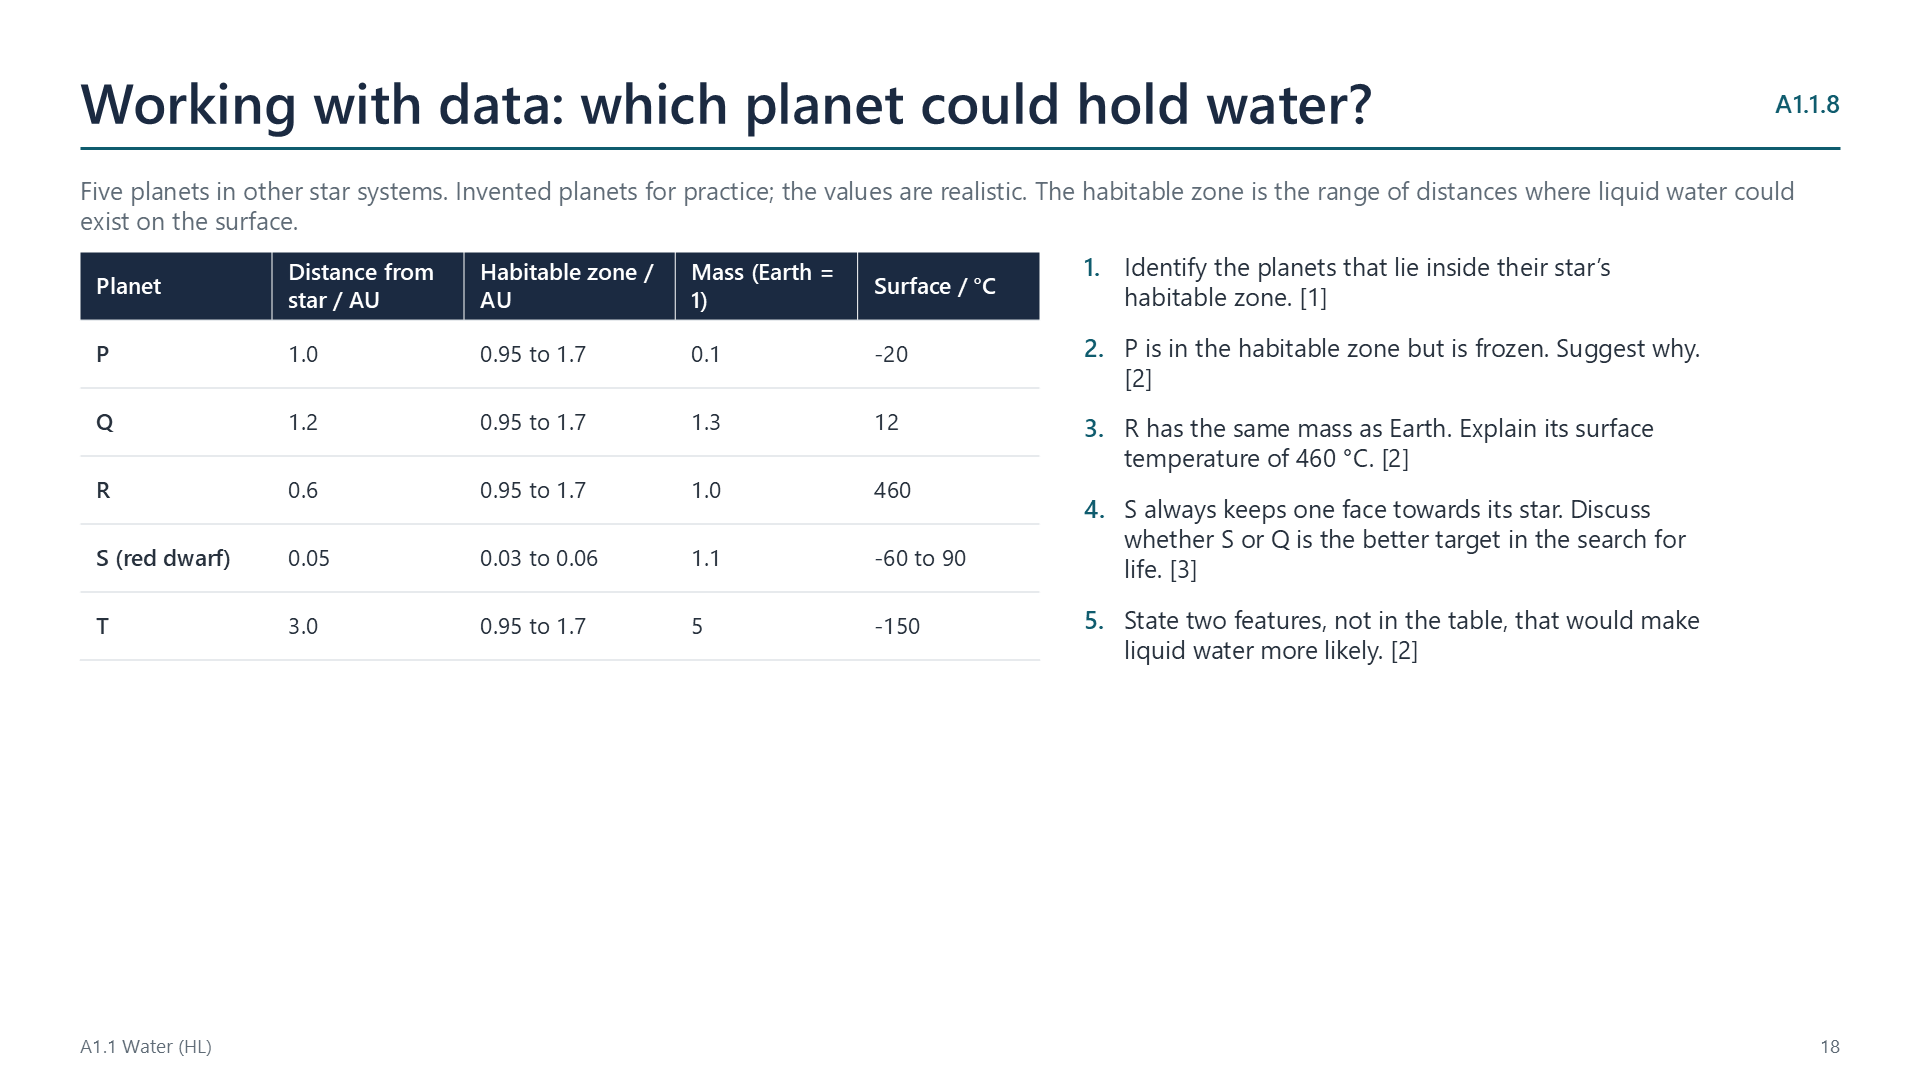 Working with data: which planet could hold water?
A1.1.8
Five planets in other star systems. Invented planets for practice; the values are realistic. The habitable zone is the range of distances where liquid water could
exist on the surface.
Planet
Distance from
star / AU
Habitable zone /
AU
Mass (Earth =
1)
Surface / °C
P 1.0 0.95 to 1.7 0.1 -20
Q 1.2 0.95 to 1.7 1.3 12
R 0.6 0.95 to 1.7 1.0 460
S (red dwarf) 0.05 0.03 to 0.06 1.1 -60 to 90
T 3.0 0.95 to 1.7 5 -150
1. Identify the planets that lie inside their star’s
habitable zone. [1]
2. P is in the habitable zone but is frozen. Suggest why.
[2]
3. R has the same mass as Earth. Explain its surface
temperature of 460 °C. [2]
4. S always keeps one face towards its star. Discuss
whether S or Q is the better target in the search for
life. [3]
5. State two features, not in the table, that would make
liquid water more likely. [2]
A1.1 Water (HL)
18